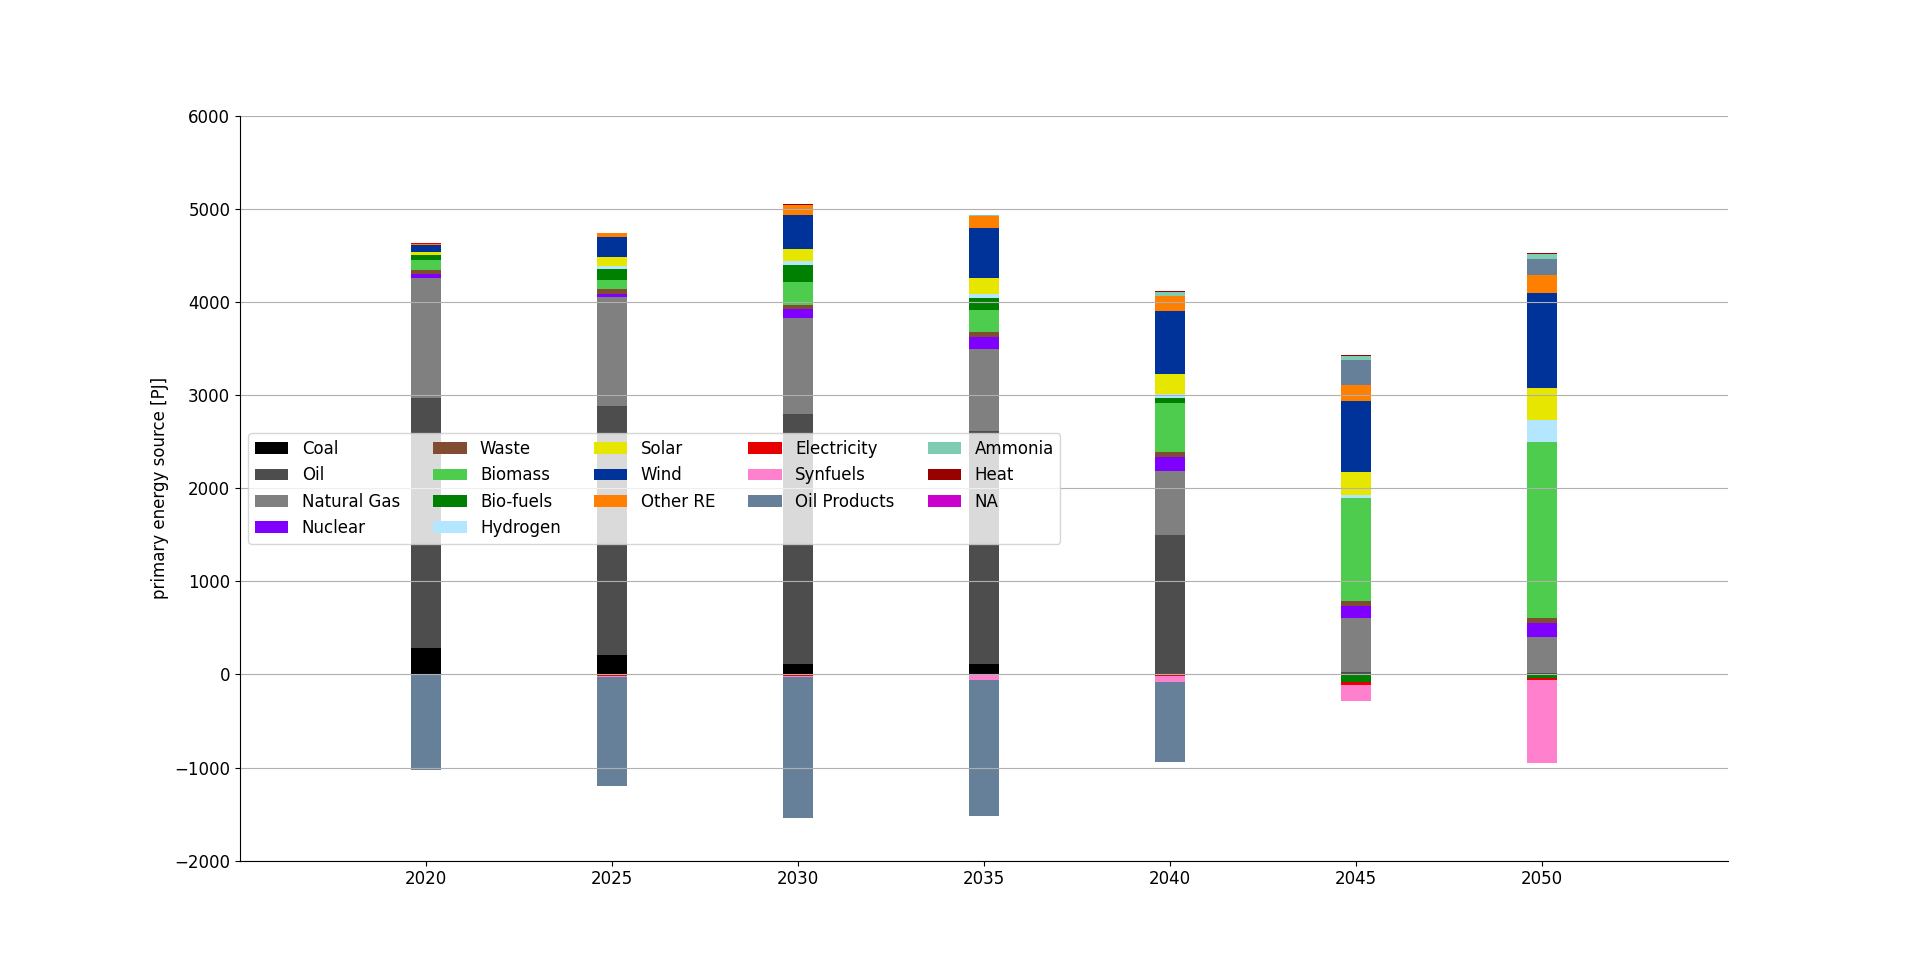 6000
5000
4000
3000
2000
1000
0
−1000
−2000
primary energy source [PJ]
Coal
Oil
Natural Gas
Nuclear
Waste
Biomass
Bio-fuels
Hydrogen
Solar
Wind
Other RE
Electricity
Synfuels
Oil Products
Ammonia
Heat
NA
2020 2025 2030 2035 2040 2045 2050